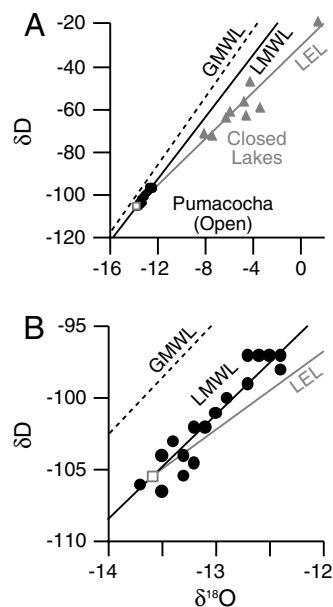 A
-20
-40
-60
-80
-100
-120
δD
GMWL
LMWL
LEL
Closed
Lakes
Pumacocha
(Open)
-16
-12
-8
-4
0
B
-95
-100
-105
-110
δD
GMWL
LMWL
LEL
-14
-13
-12
δ¹⁸O